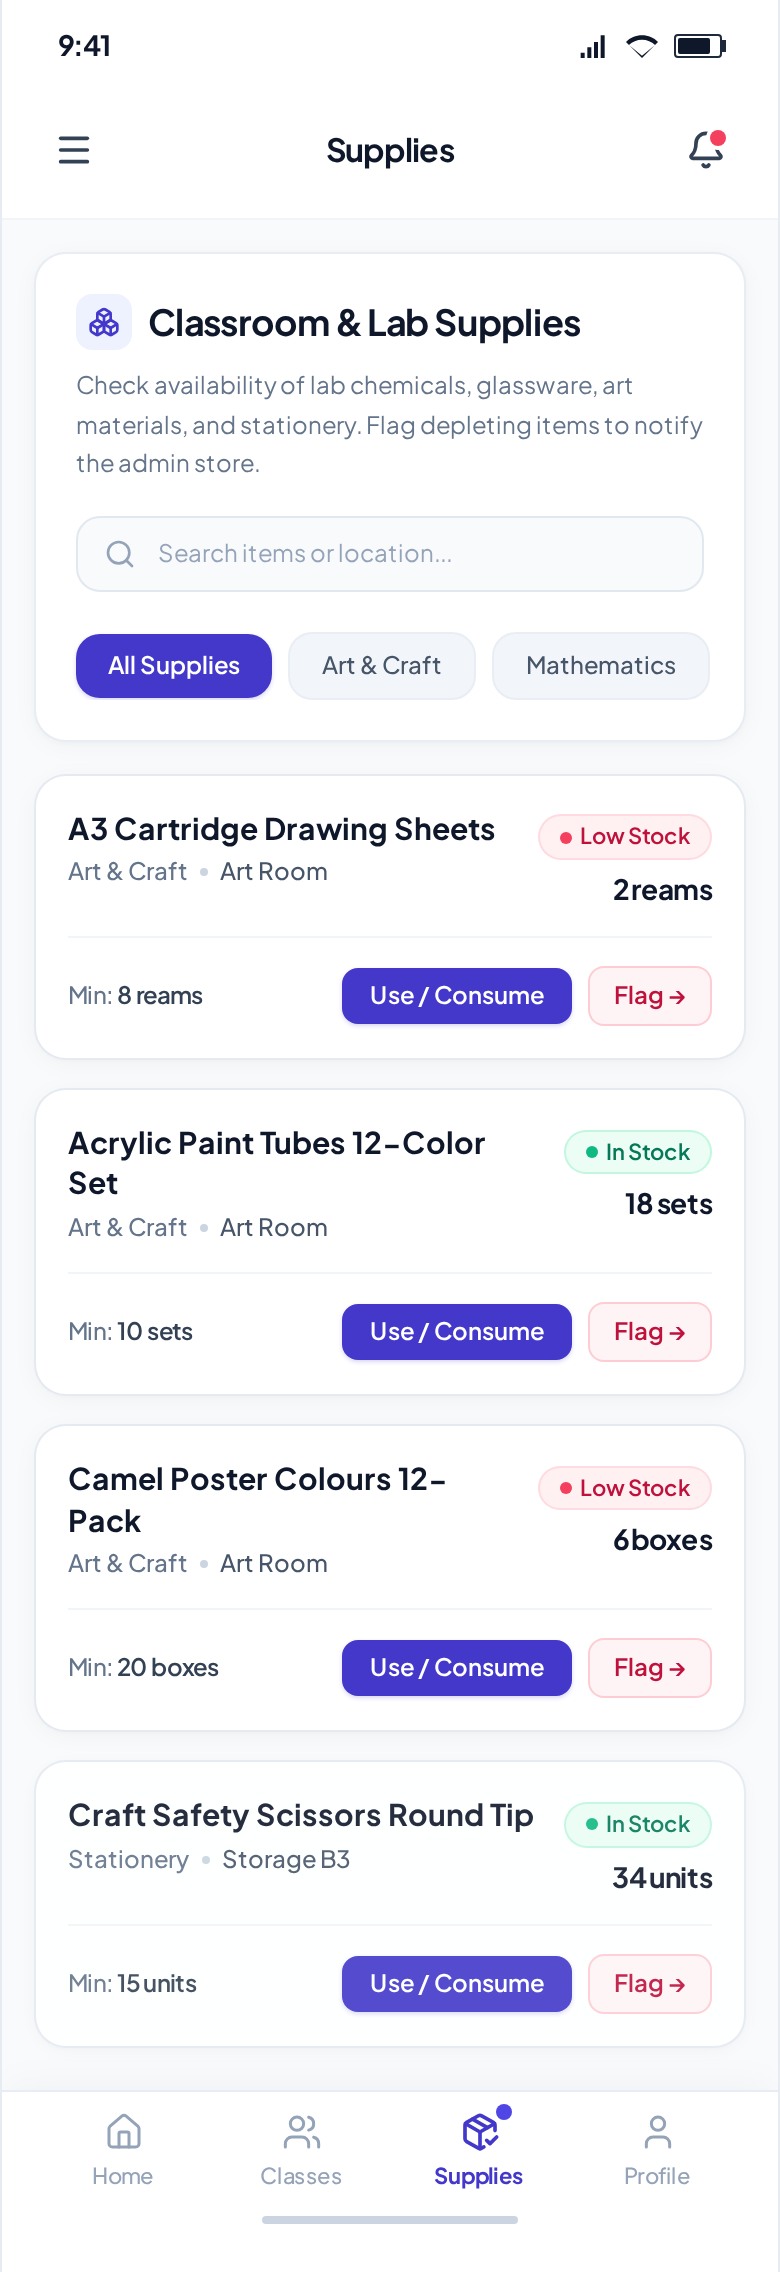 9:41
Supplies
Classroom & Lab Supplies
Check availability of lab chemicals, glassware, art
materials, and stationery. Flag depleting items to notify
the admin store.
Search items or location...
All Supplies
Art & Craft
Mathematics
A3 Cartridge Drawing Sheets
Low Stock
Art & Craft • Art Room
2 reams
Min: 8 reams
Use / Consume
Flag →
Acrylic Paint Tubes 12-Color
Set
In Stock
18 sets
Art & Craft • Art Room
Min: 10 sets
Use / Consume
Flag →
Camel Poster Colours 12-
Pack
Low Stock
6 boxes
Art & Craft • Art Room
Min: 20 boxes
Use / Consume
Flag →
Craft Safety Scissors Round Tip
In Stock
Stationery • Storage B3
34 units
Min: 15 units
Use / Consume
Flag →
Home
Classes
Supplies
Profile